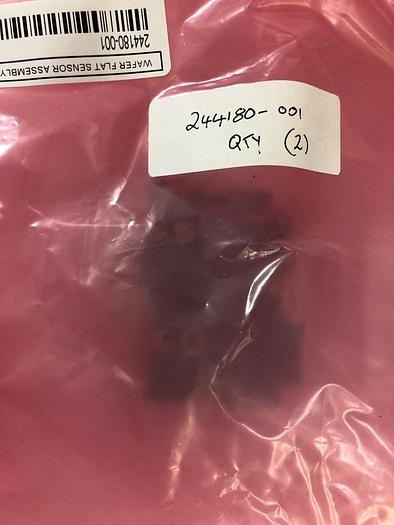 WAFER FLAT SENSOR ASSEMBLY
244180-001
244180-001
QTY (2)